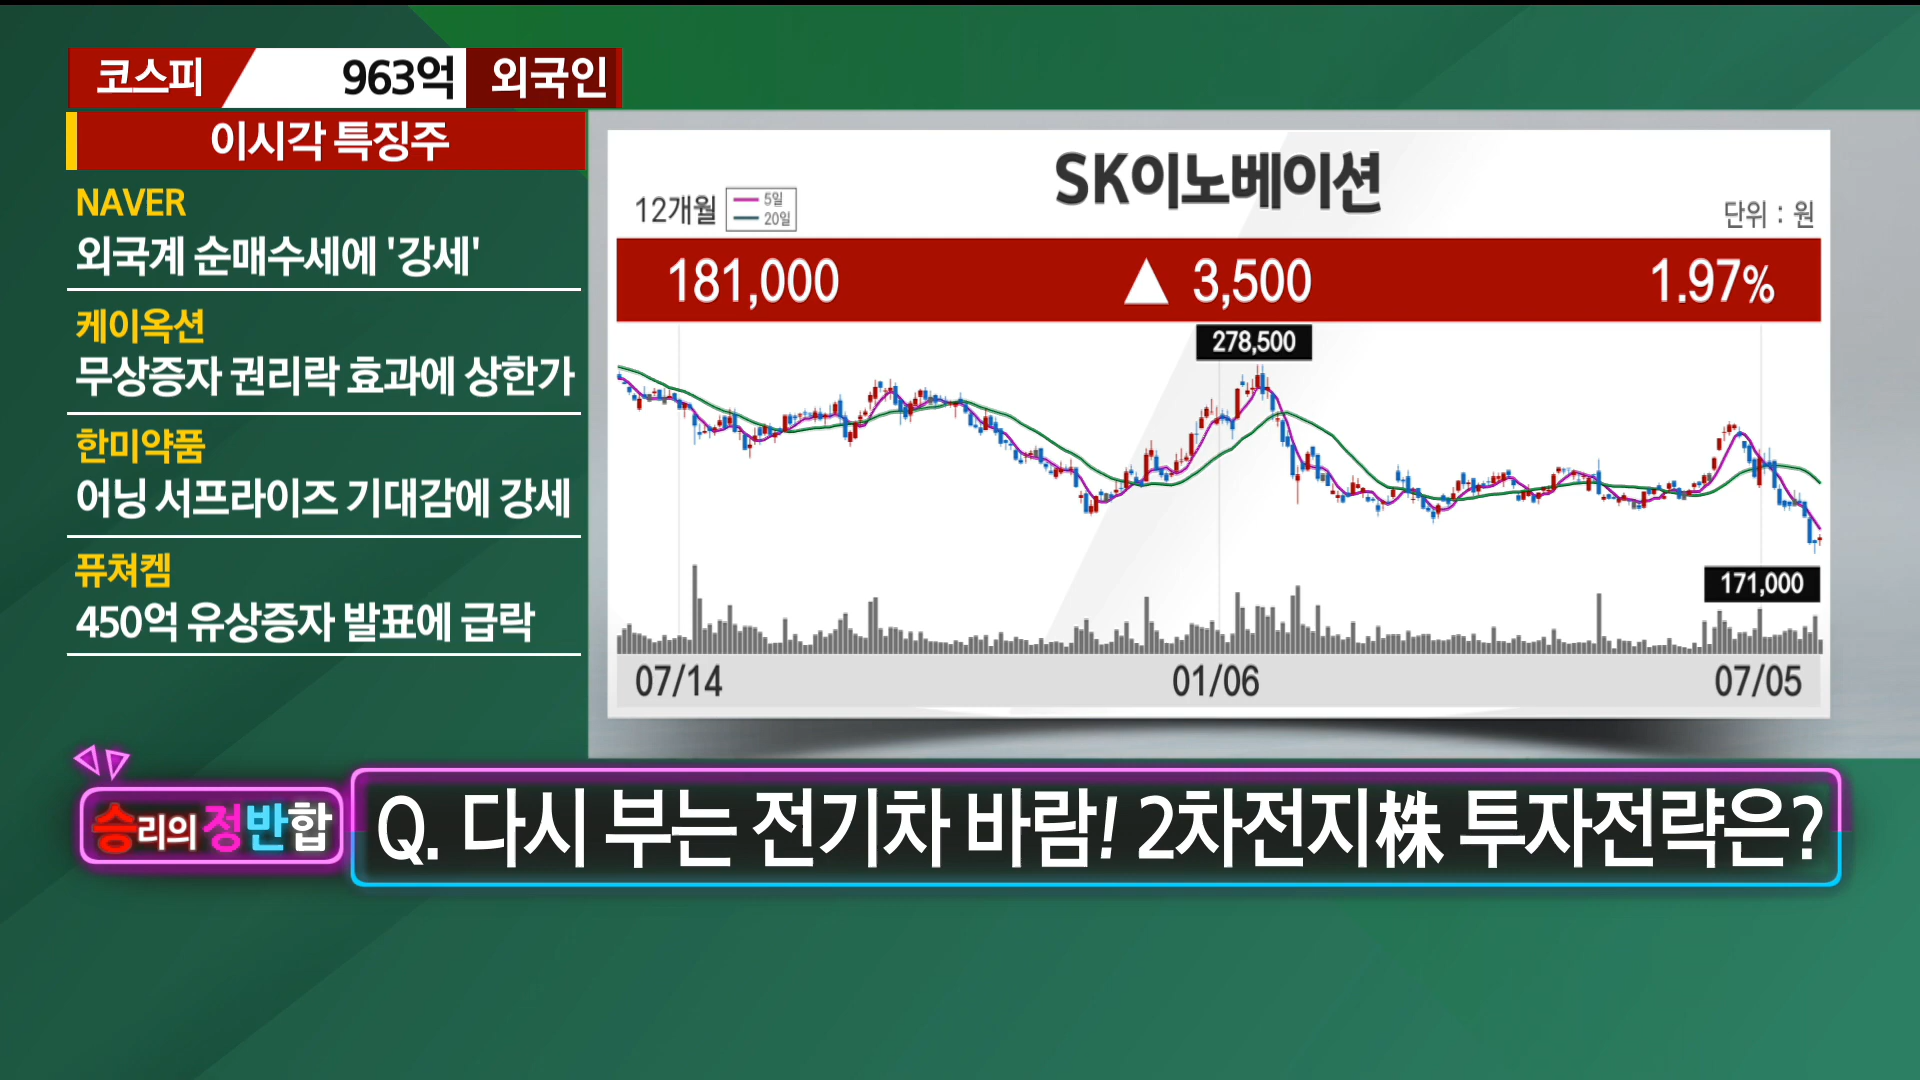 코스피 963억 외국인
이시각 특징주
NAVER
외국계 순매수세에 '강세'
케이옥션
무상증자 권리락 효과에 상한가
한미약품
어닝 서프라이즈 기대감에 강세
퓨쳐켐
450억 유상증자 발표에 급락
SK이노베이션
12개월
5일
20일
단위 : 원
181,000 ▲ 3,500 1.97%
278,500
171,000
07/14 01/06 07/05
승리의 정반합
Q. 다시 부는 전기차 바람! 2차전지株 투자전략은?